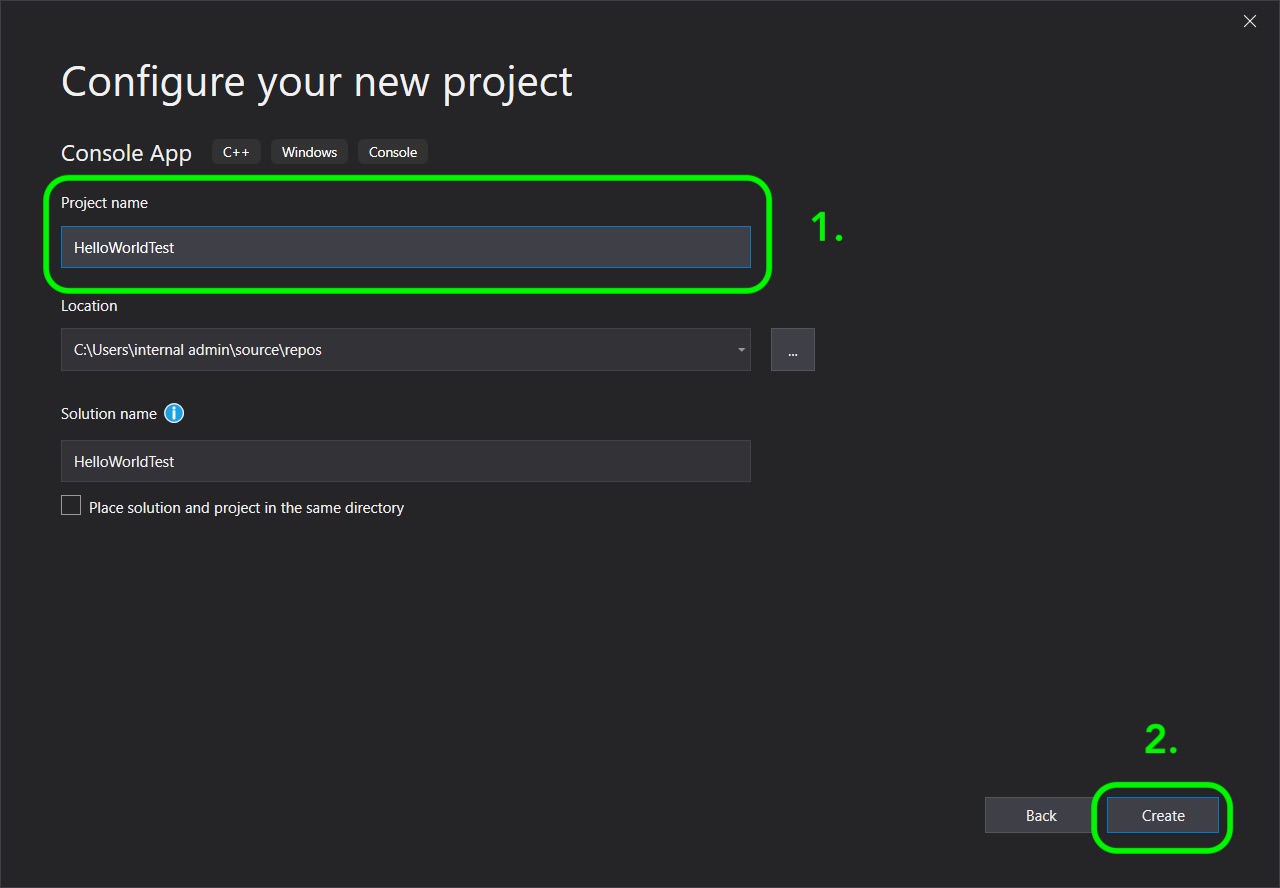 Configure your new project
Console App C++ Windows Console
Project name
1.
HelloWorldTest
Location
C:\Users\internal admin\source\repos
...
Solution name i
HelloWorldTest
Place solution and project in the same directory
2.
Back Create